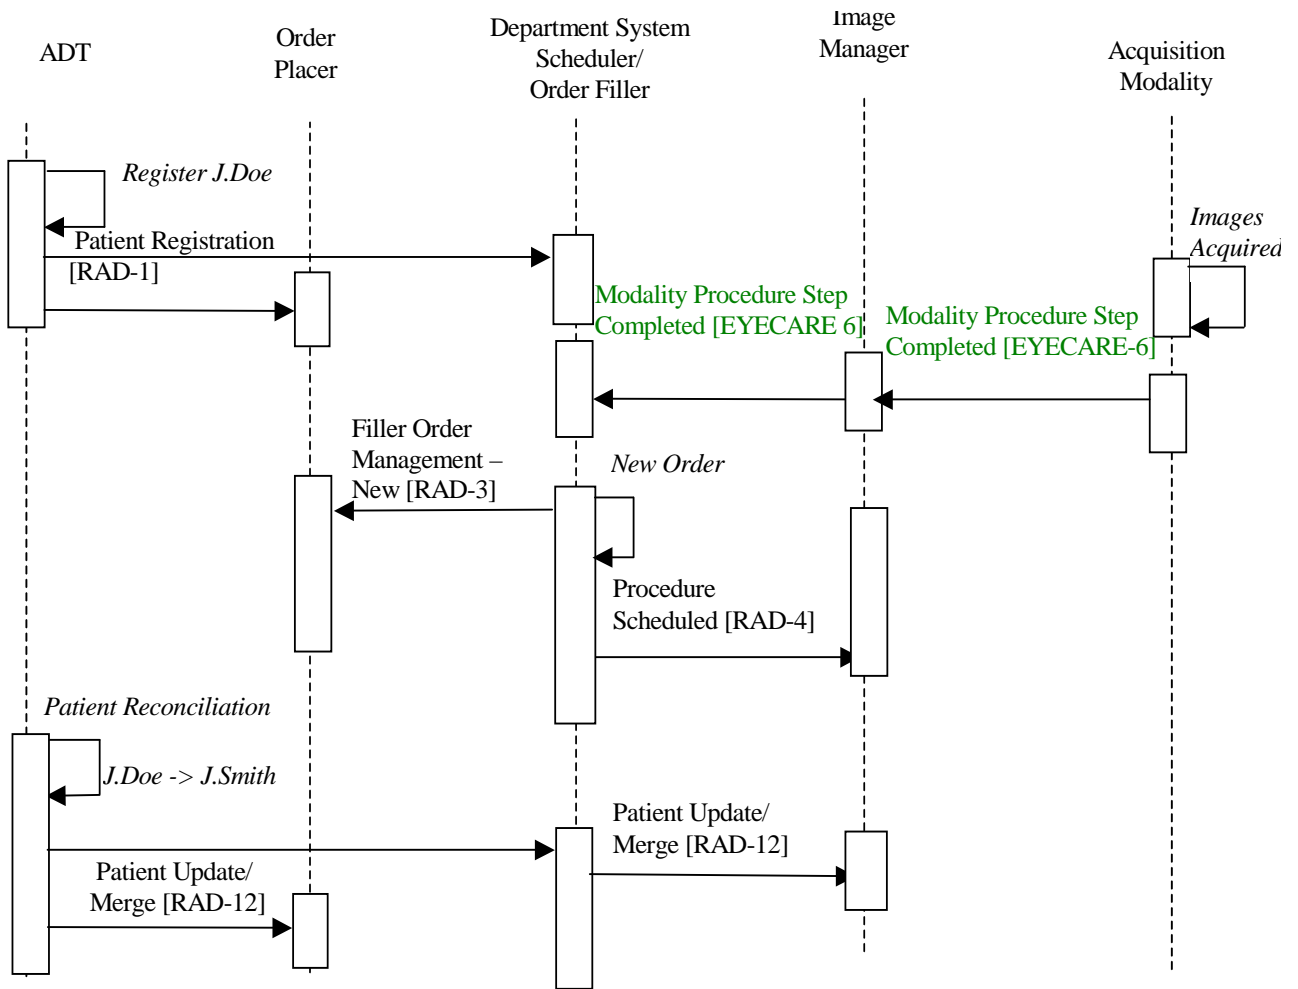 ADT
Order
Placer
Department System
Scheduler/
Order Filler
Image
Manager
Acquisition
Modality
Register J.Doe
Patient Registration
[RAD-1]
Images
Acquired
Modality Procedure Step
Completed [EYECARE 6]
Modality Procedure Step
Completed [EYECARE-6]
Filler Order
Management –
New [RAD-3]
New Order
Procedure
Scheduled [RAD-4]
Patient Reconciliation
J.Doe -> J.Smith
Patient Update/
Merge [RAD-12]
Patient Update/
Merge [RAD-12]